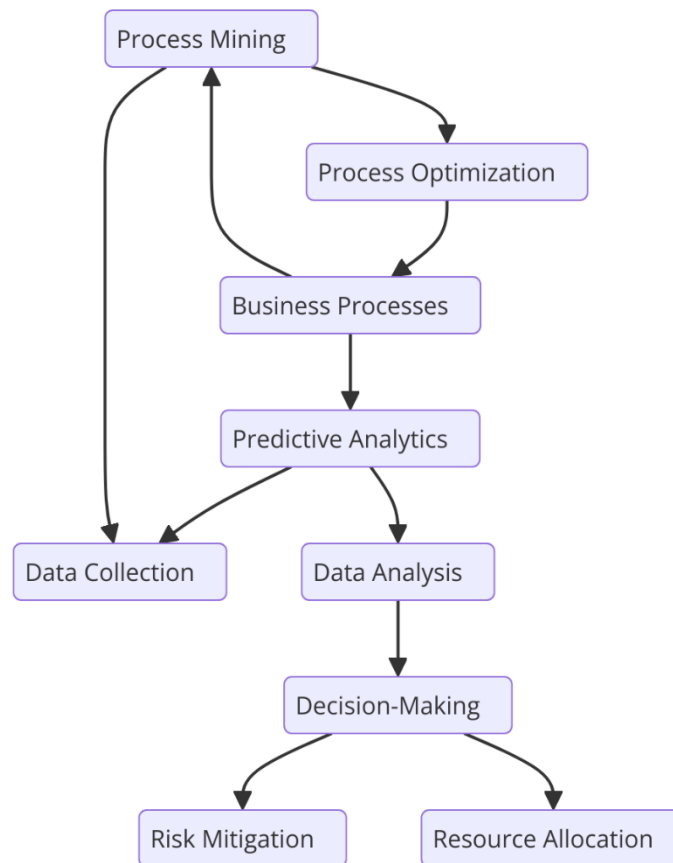 Process Mining
Process Optimization
Business Processes
Predictive Analytics
Data Collection
Data Analysis
Decision-Making
Risk Mitigation
Resource Allocation